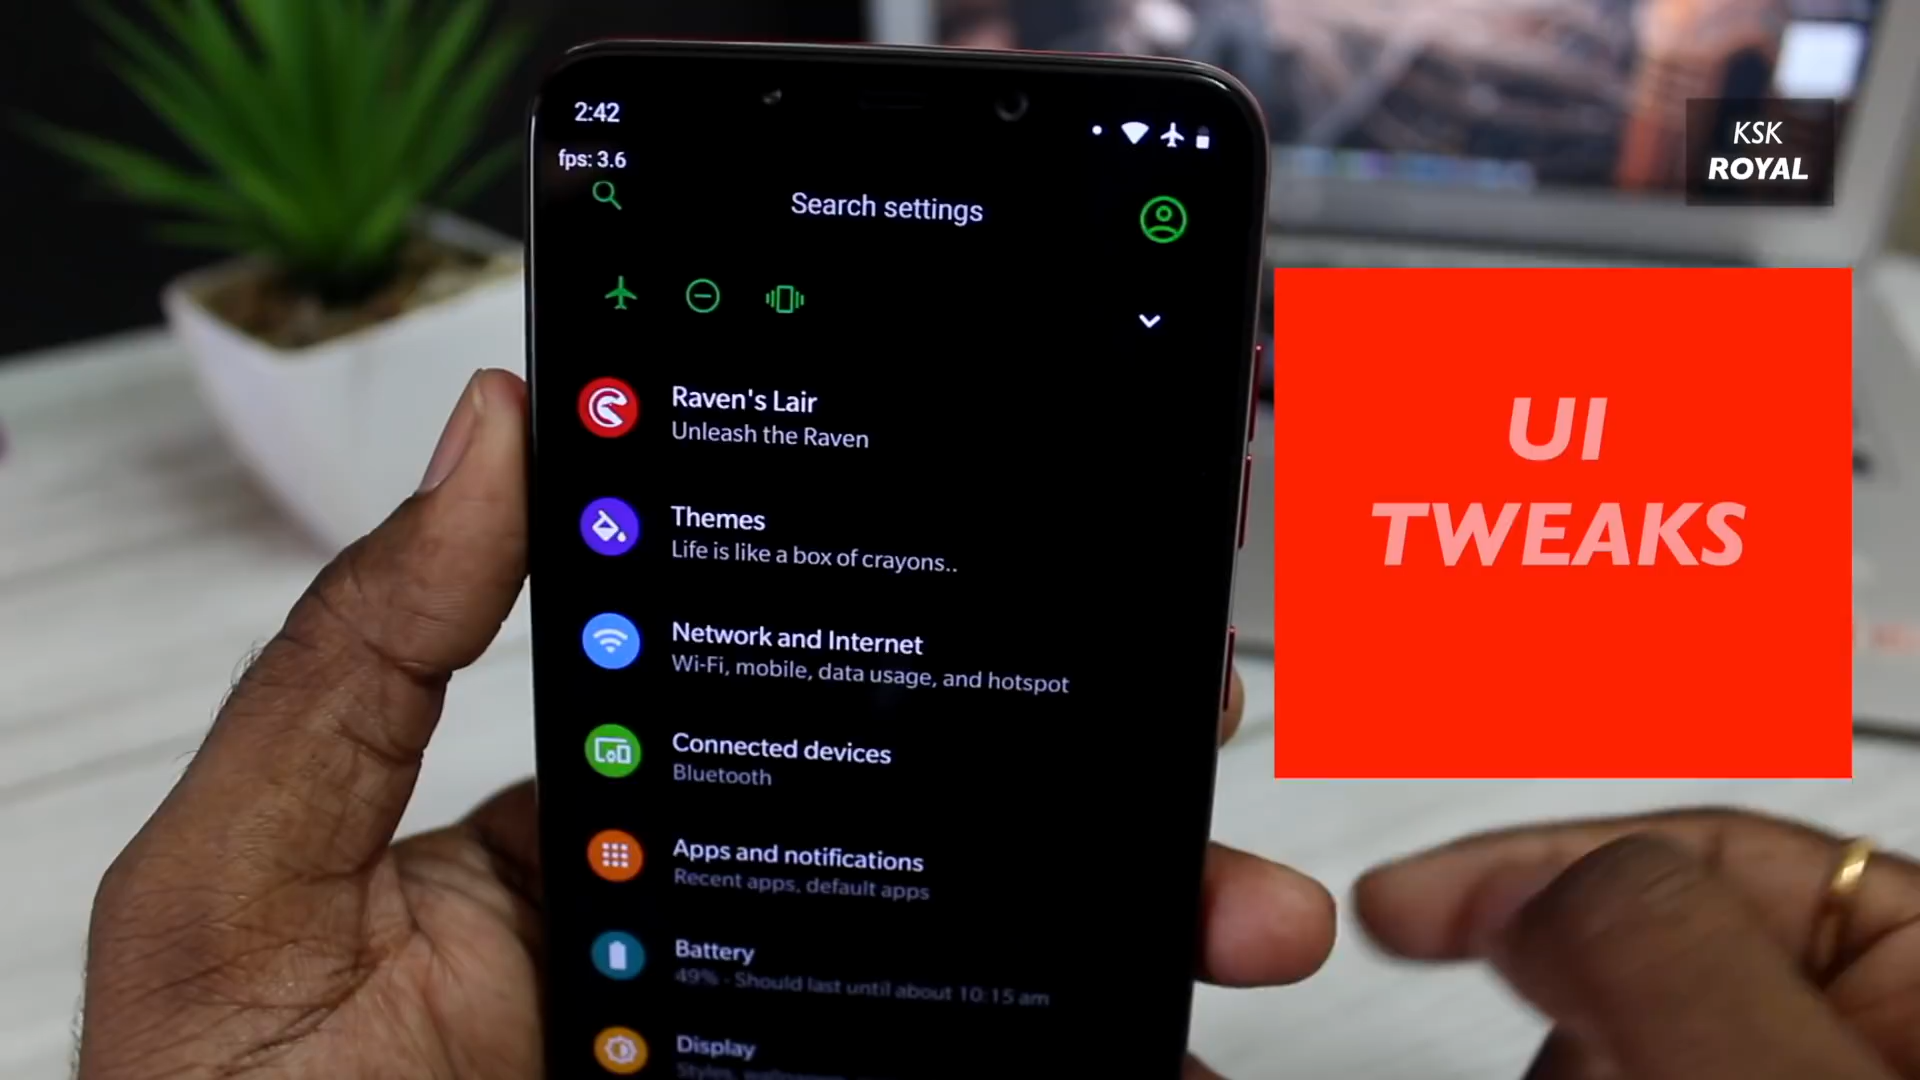 2:42
fps: 3.6
Search settings
Raven's Lair
Unleash the Raven
Themes
Life is like a box of crayons..
Network and Internet
Wi-Fi, mobile, data usage, and hotspot
Connected devices
Bluetooth
Apps and notifications
Recent apps, default apps
Battery
49% - Should last until about 10:15 am
Display
Styles,
KSK
ROYAL
UI
TWEAKS